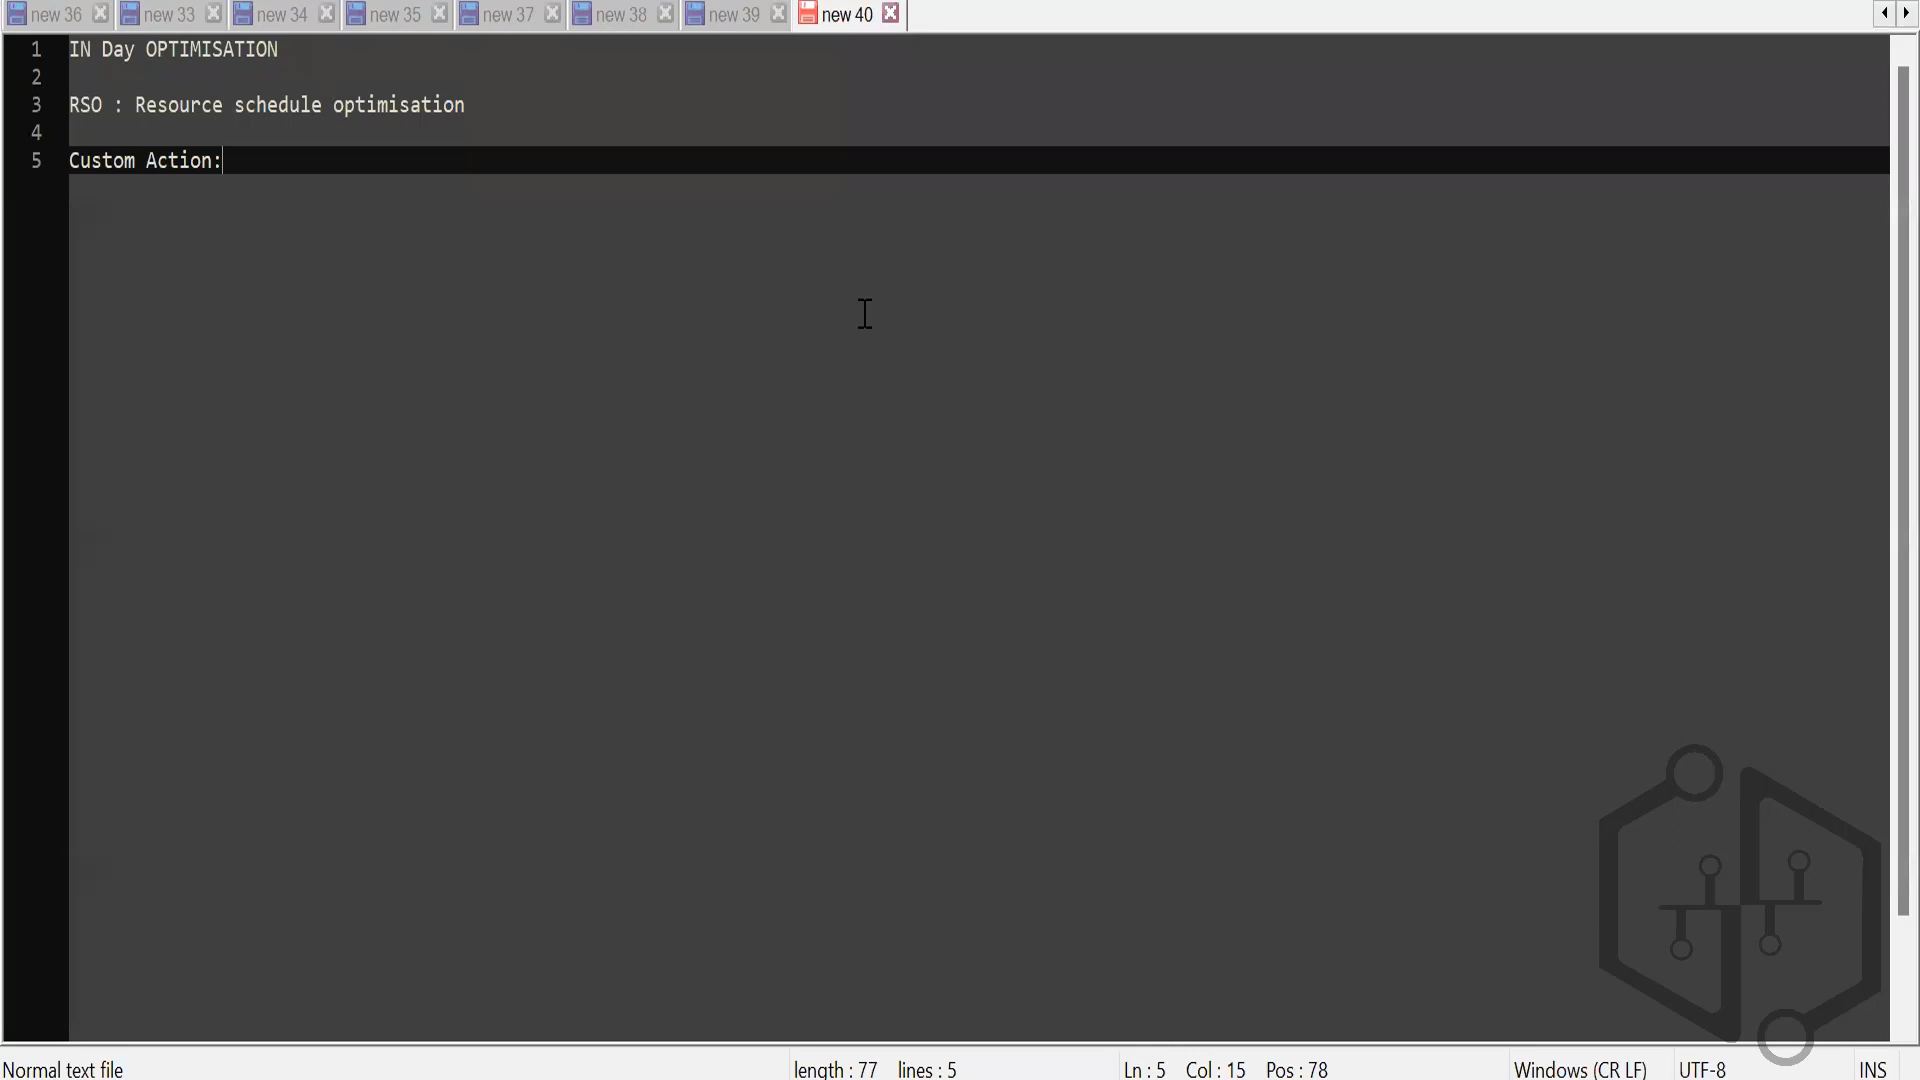 new 36 new 33 new 34 new 35 new 37 new 38 new 39 new 40
1 IN Day OPTIMISATION
2
3 RSO : Resource schedule optimisation
4
5 Custom Action:
Normal text file length : 77 lines : 5 Ln : 5 Col : 15 Pos : 78 Windows (CR LF) UTF-8 INS